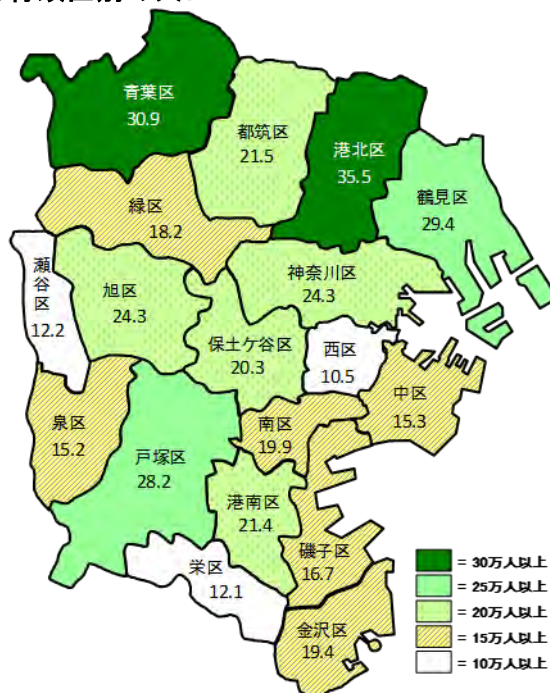 青葉区
30.9
都筑区
21.5
港北区
35.5
鶴見区
29.4
緑区
18.2
瀬谷区
12.2
旭区
24.3
神奈川区
24.3
保土ケ谷区
20.3
西区
10.5
中区
15.3
泉区
15.2
戸塚区
28.2
南区
19.9
港南区
21.4
磯子区
16.7
栄区
12.1
金沢区
19.4
= 30万人以上
= 25万人以上
= 20万人以上
= 15万人以上
= 10万人以上